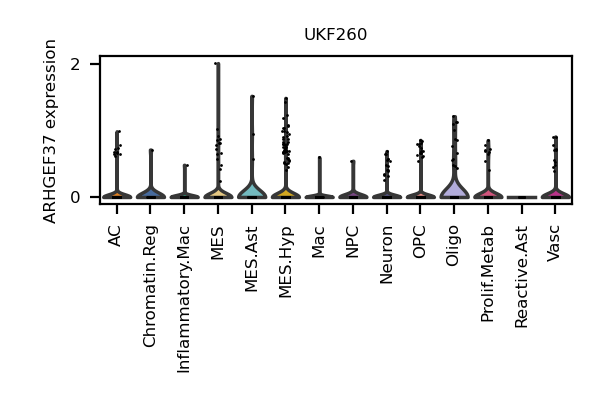 UKF260
ARHGEF37 expression
2
0
AC
Chromatin.Reg
Inflammatory.Mac
MES
MES.Ast
MES.Hyp
Mac
NPC
Neuron
OPC
Oligo
Prolif.Metab
Reactive.Ast
Vasc